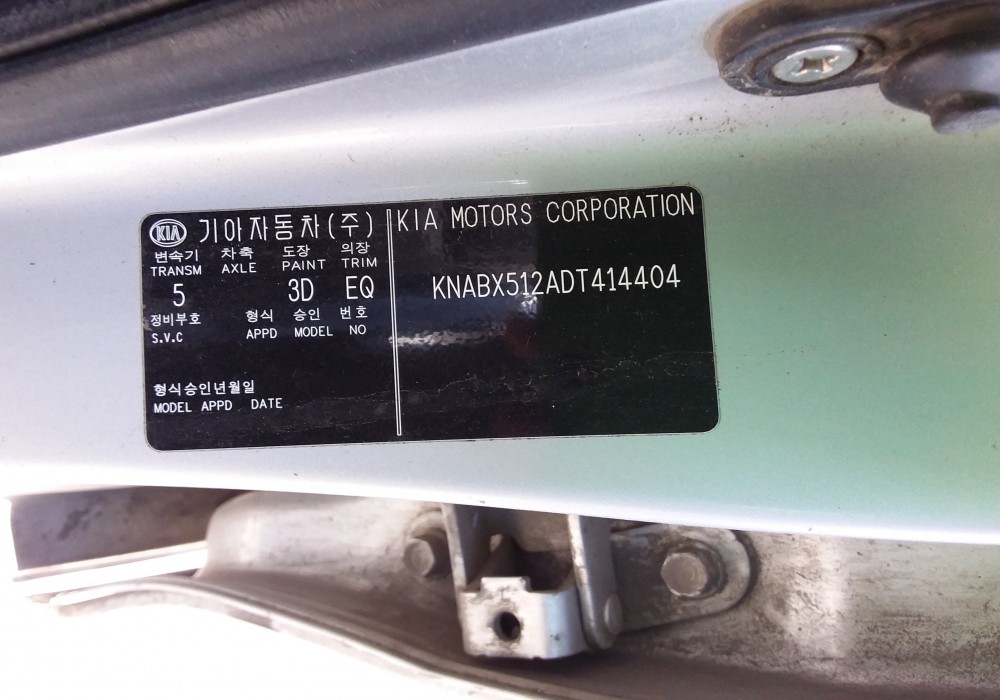 KIA 기아자동차(주)
변속기 차축 도장 의장
TRANSM AXLE PAINT TRIM
5 3D EQ
정비부호 형식 승인 번호
S.V.C APPD MODEL NO
형식승인년월일
MODEL APPD DATE
KIA MOTORS CORPORATION
KNABX512ADT414404